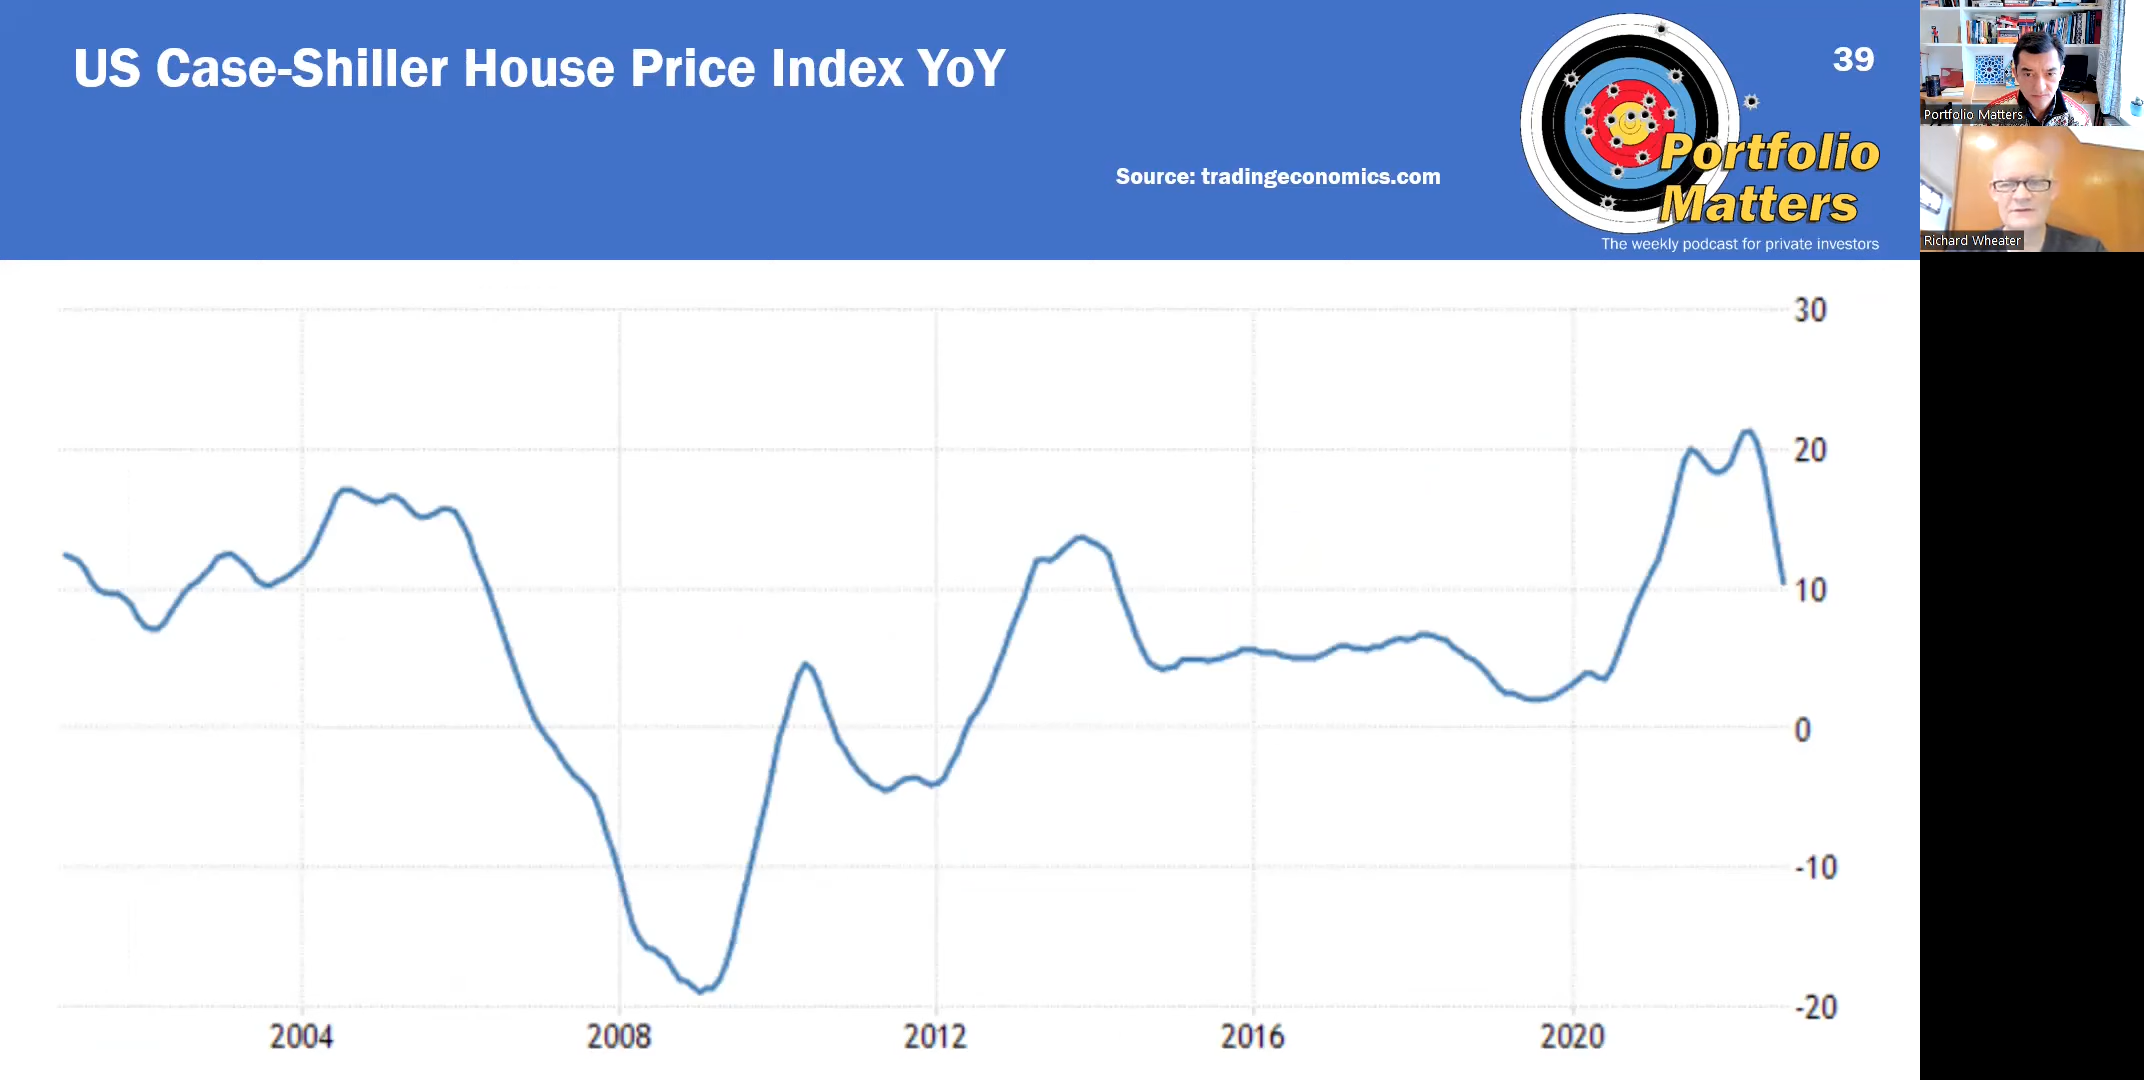 US Case-Shiller House Price Index YoY
Source: tradingeconomics.com
Portfolio
Matters
The weekly podcast for private investors
39
Portfolio Matters
Richard Wheater
30
20
10
0
-10
-20
2004
2008
2012
2016
2020